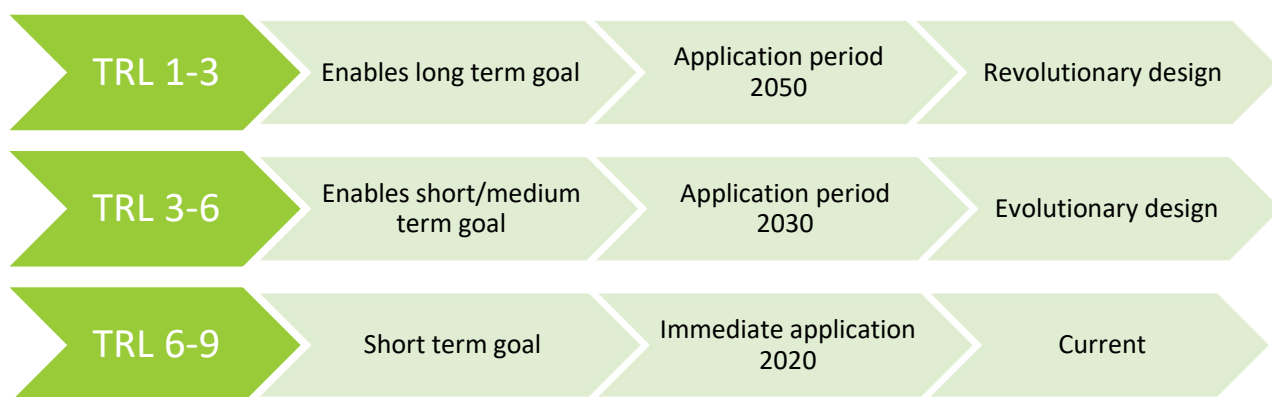 TRL 1-3
Enables long term goal
Application period
2050
Revolutionary design
TRL 3-6
Enables short/medium
term goal
Application period
2030
Evolutionary design
TRL 6-9
Short term goal
Immediate application
2020
Current